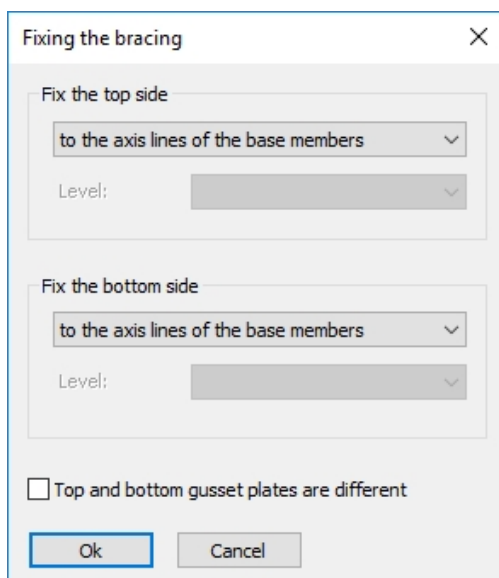 Fixing the bracing
Fix the top side
to the axis lines of the base members
Level:
Fix the bottom side
to the axis lines of the base members
Level:
Top and bottom gusset plates are different
Ok Cancel